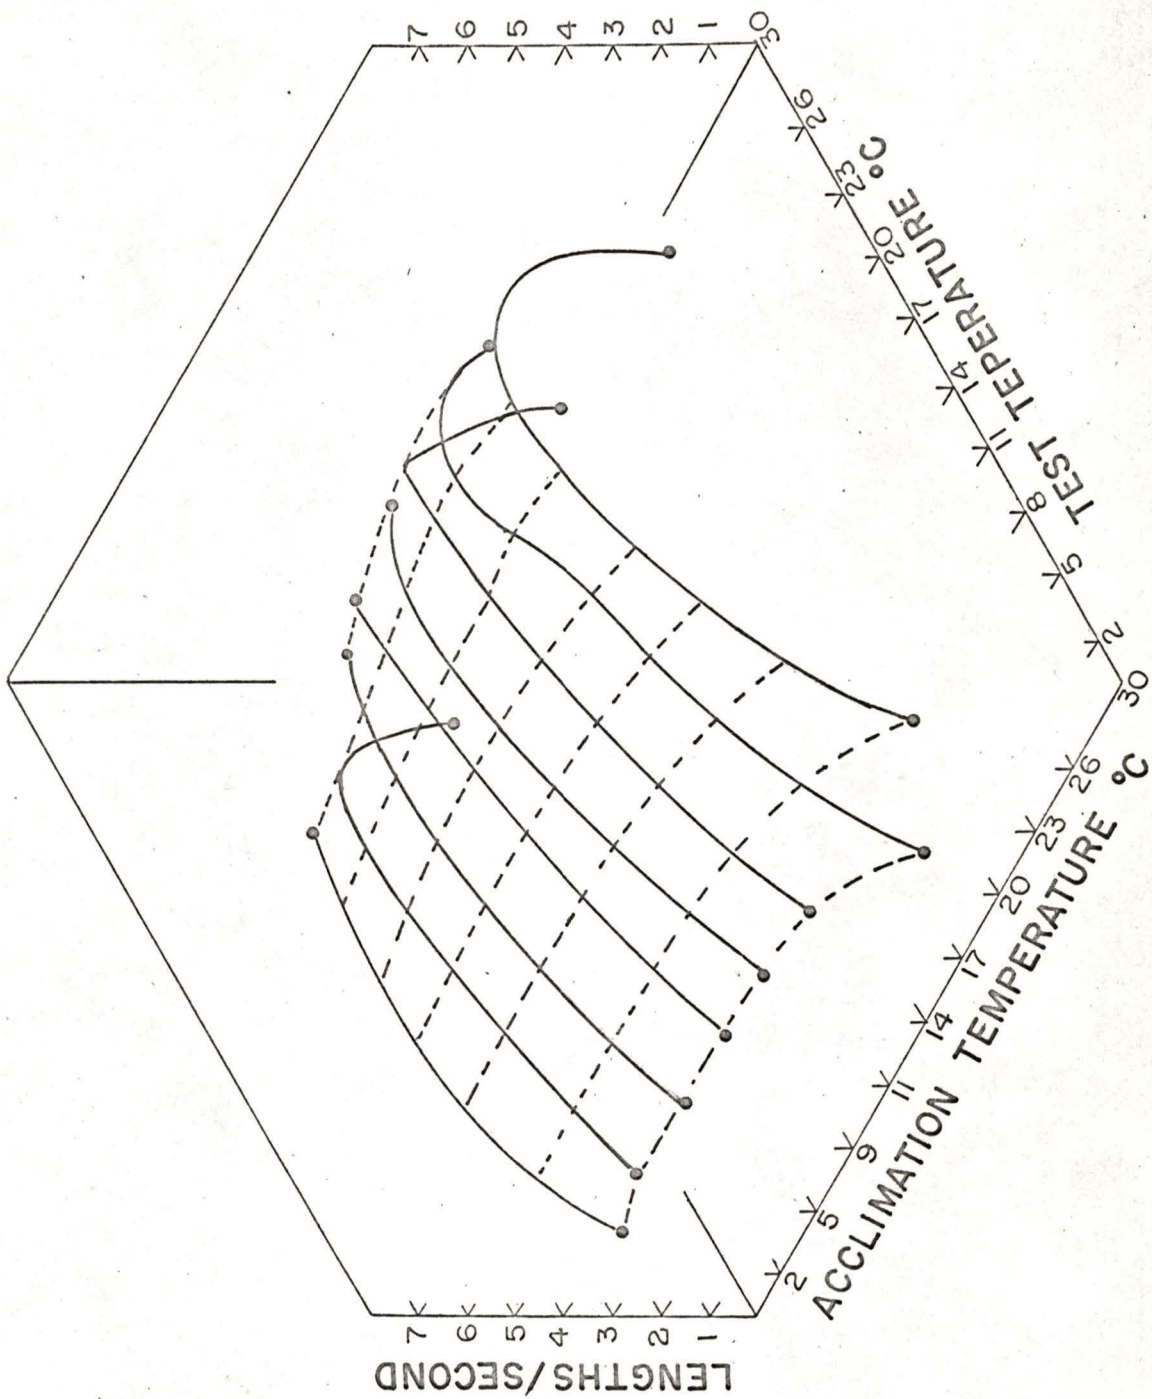 LENGTHS/SECOND
7
6
5
4
3
2
1
2 5 9 11 14 17 20 23 26 30
ACCLIMATION TEMPERATURE °C
2 5 8 11 14 17 20 23 26 30
TEST TEPERATURE °C
7
6
5
4
3
2
1